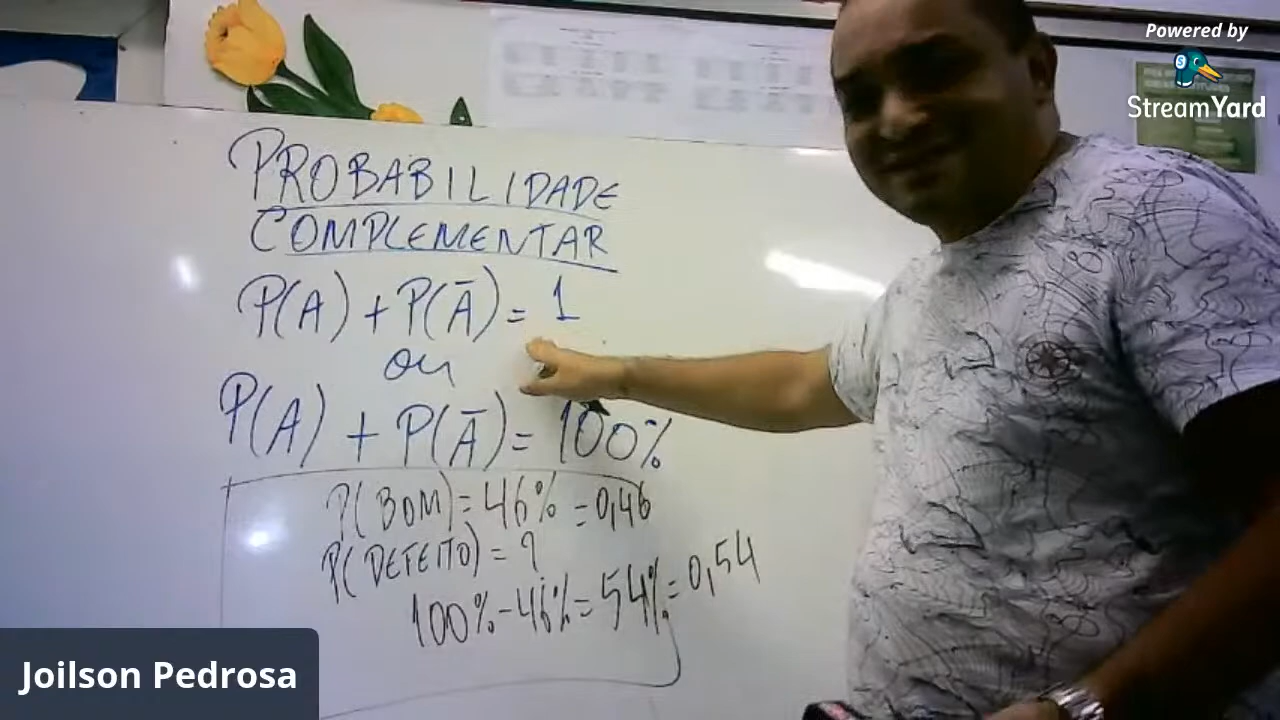 Powered by
StreamYard
PROBABILIDADE
COMPLEMENTAR
P(A) + P(Ā) = 1
ou
P(A) + P(Ā) = 100%
P(BOM) = 46% = 0,46
P(DEFEITO) = ?
100% - 46% = 54% = 0,54
Joilson Pedrosa